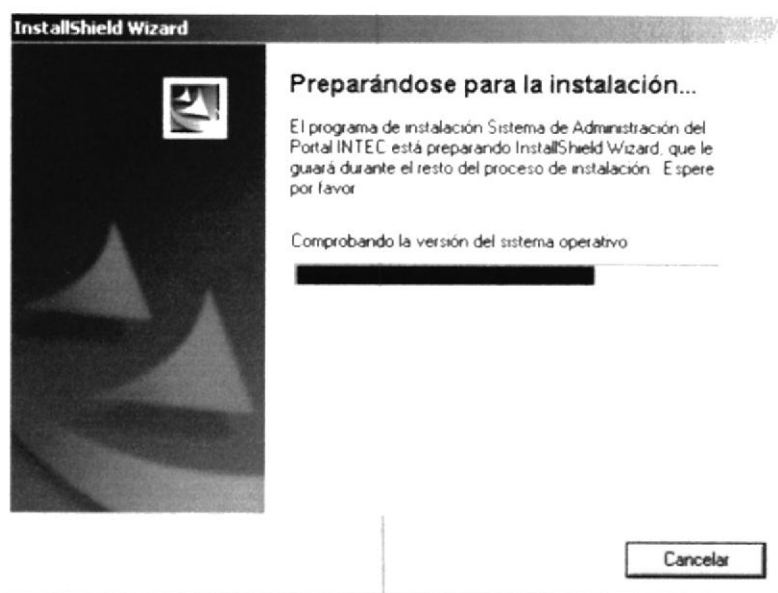 InstallShield Wizard
Preparándose para la instalación...
El programa de instalación Sistema de Administración del
Portal INTEC está preparando InstallShield Wizard, que le
guiará durante el resto del proceso de instalación. Espere
por favor
Comprobando la versión del sistema operativo
Cancelar